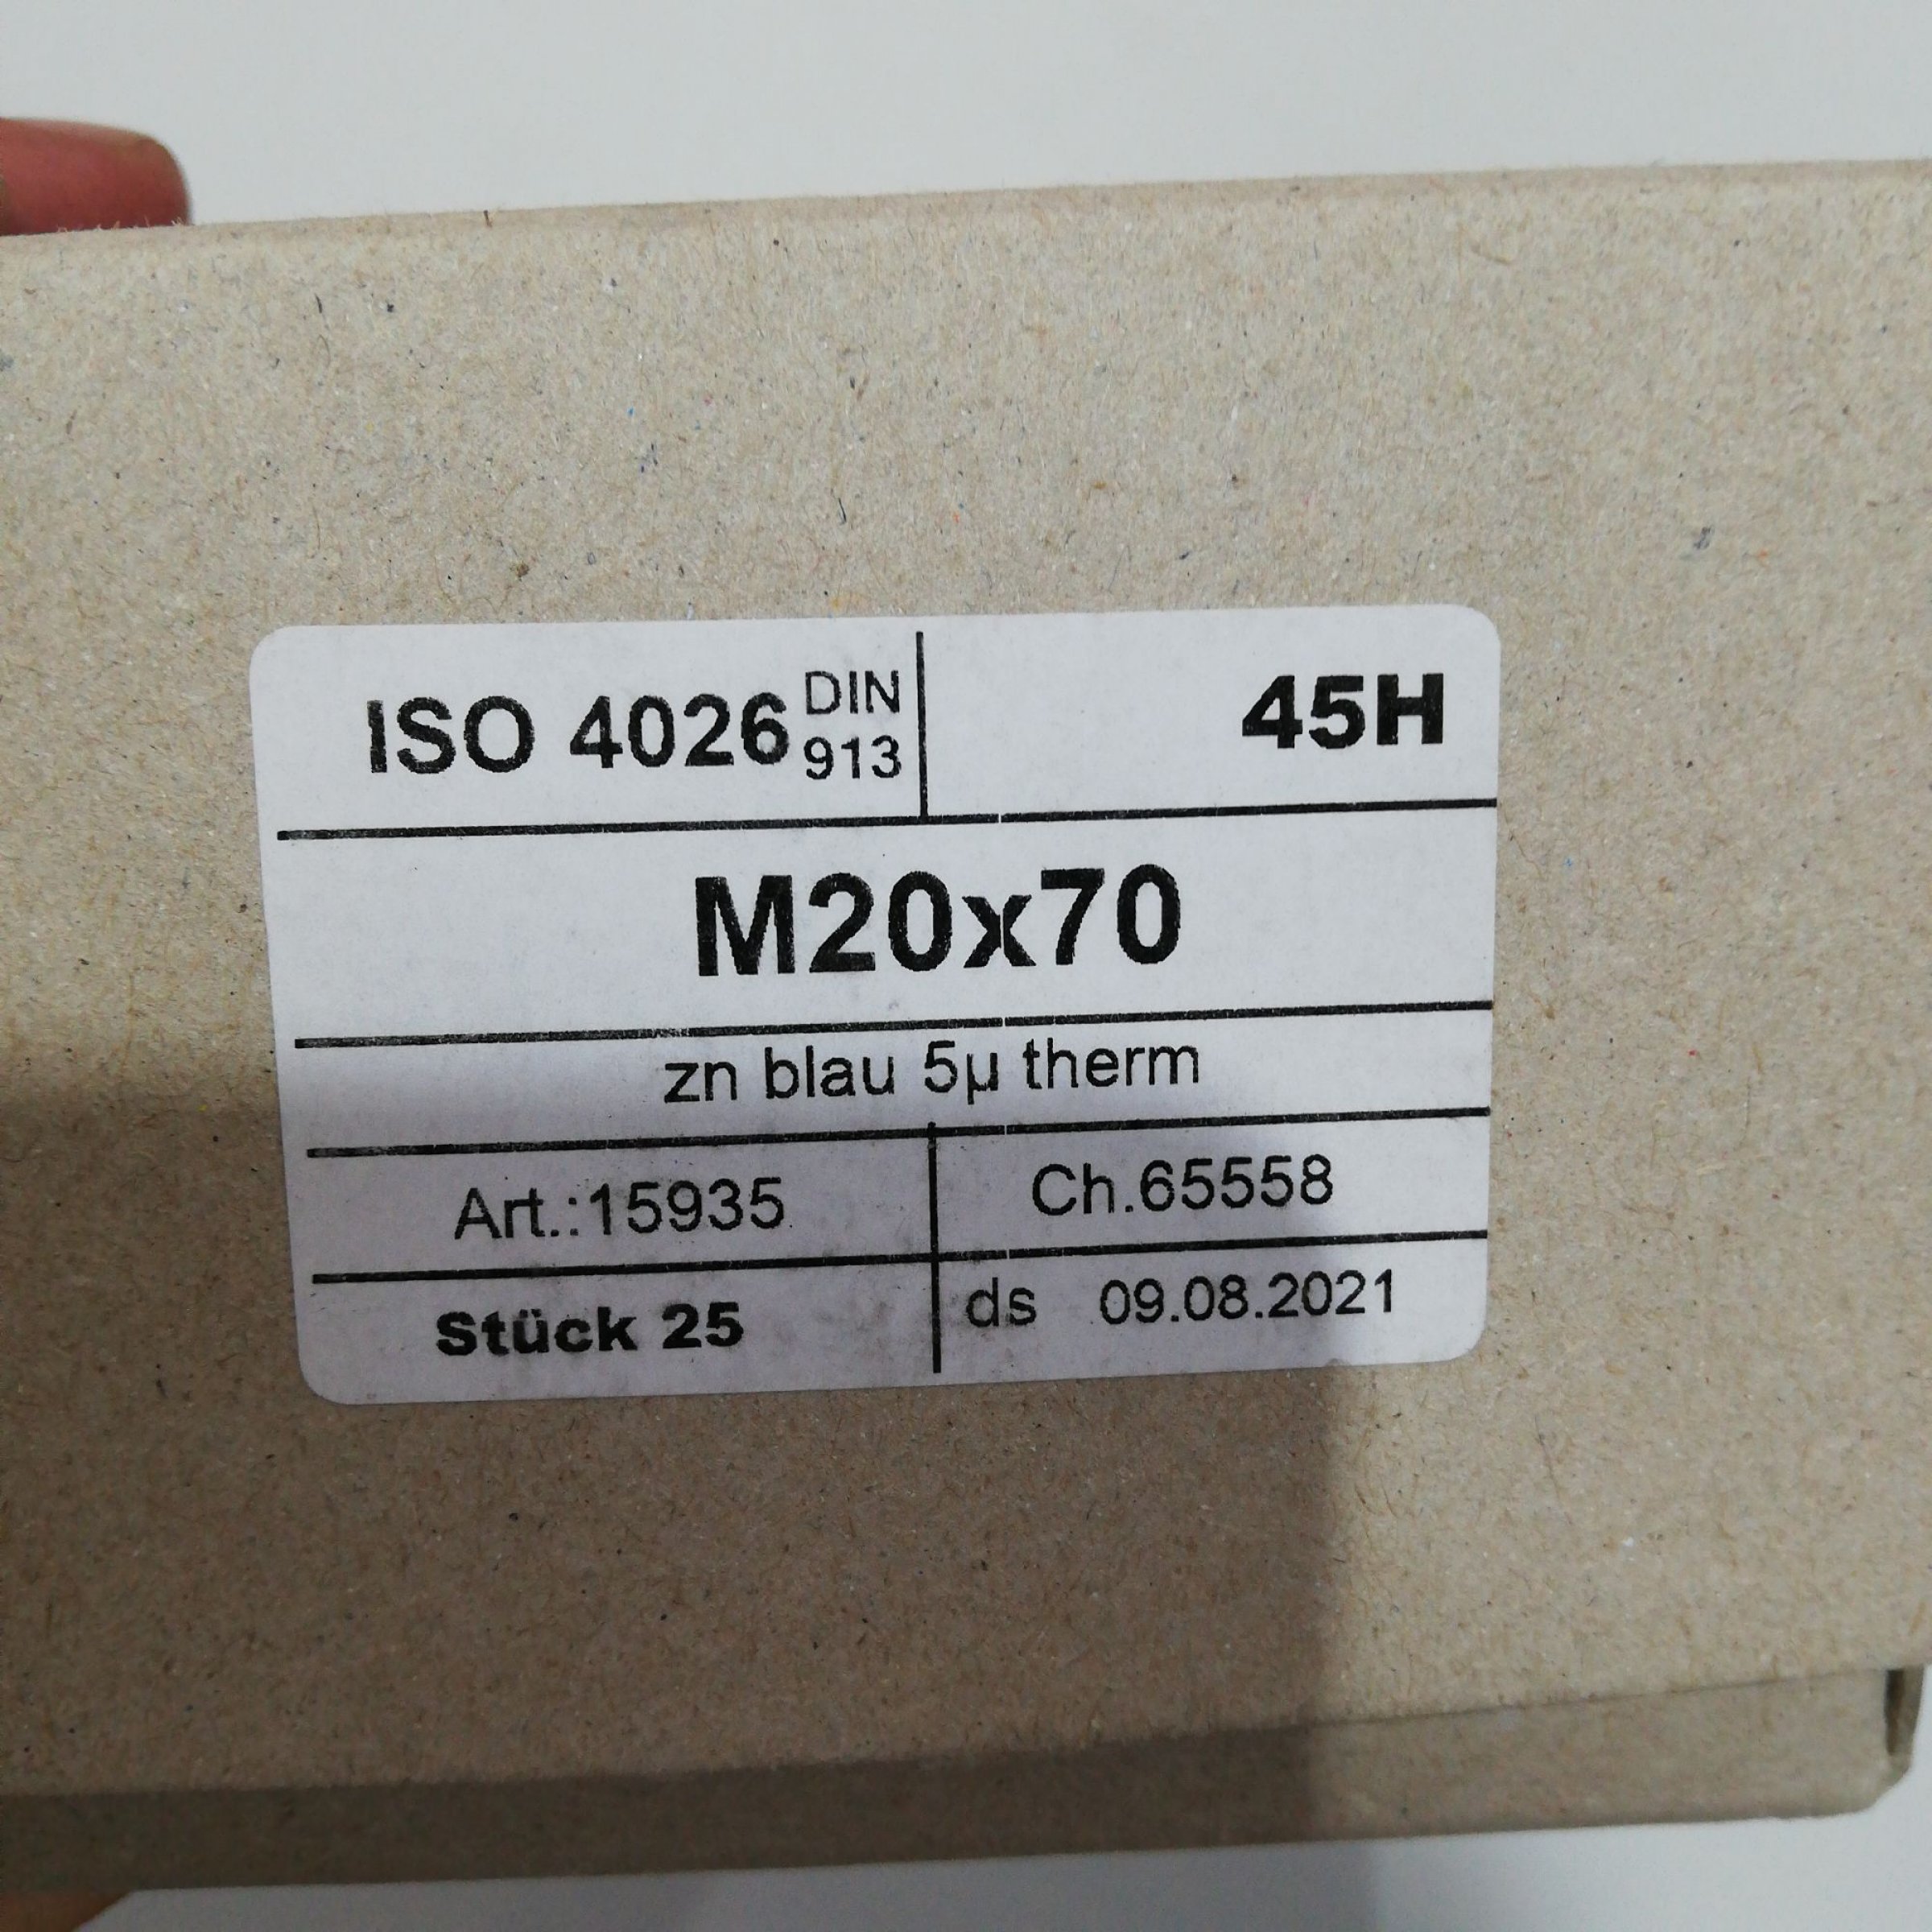 ISO 4026 DIN 913
45H
M20x70
zn blau 5µ therm
Art.:15935
Ch.65558
Stück 25
ds 09.08.2021